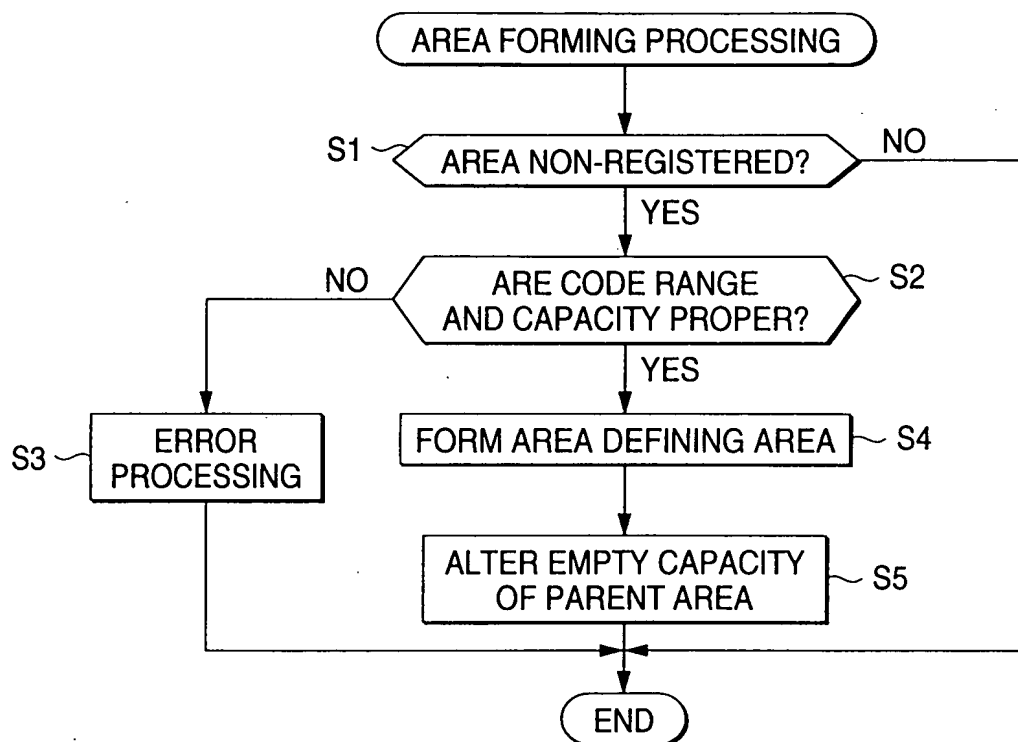 AREA FORMING PROCESSING
S1
AREA NON-REGISTERED?
NO
YES
NO
ARE CODE RANGE
AND CAPACITY PROPER?
S2
YES
S3
ERROR
PROCESSING
FORM AREA DEFINING AREA
S4
ALTER EMPTY CAPACITY
OF PARENT AREA
S5
END